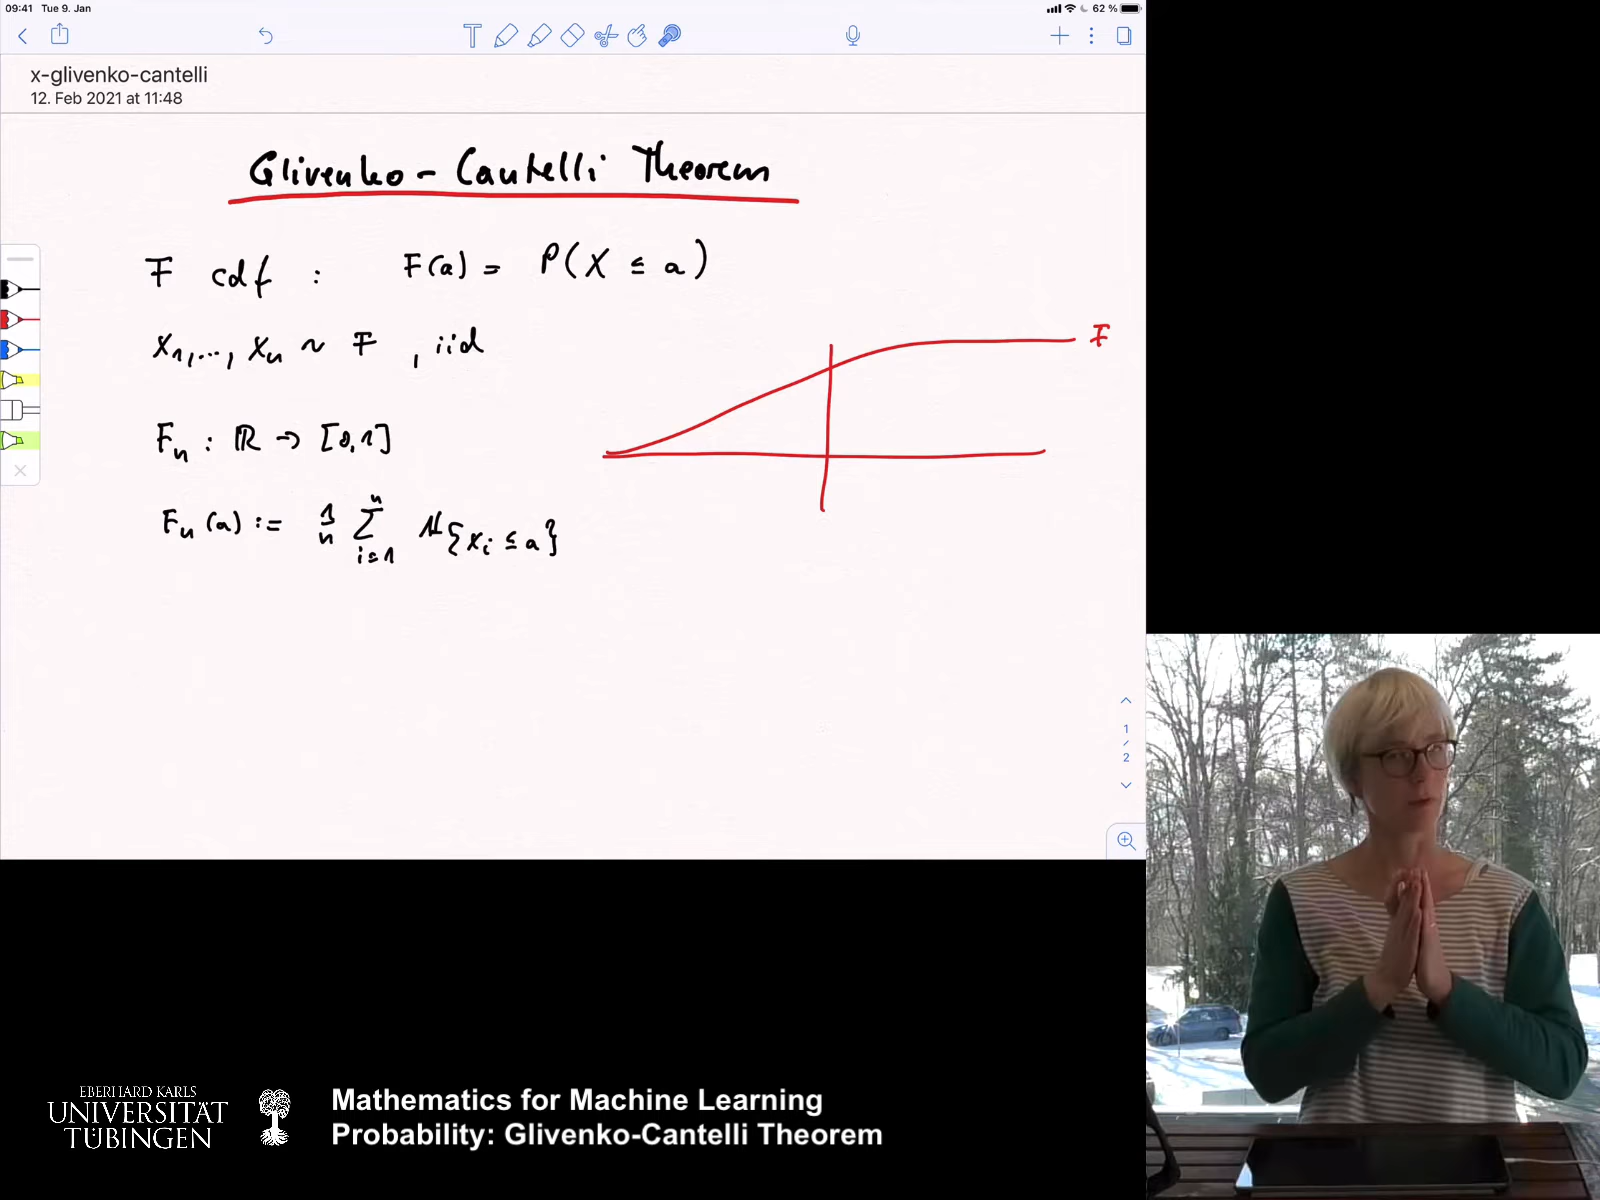 09:41 Tue 9. Jan
62 %
x-glivenko-cantelli
12. Feb 2021 at 11:48
Glivenko-Cantelli Theorem
F cdf : F(a) = P(X ≤ a)
X₁,..., Xₙ ~ F , iid
F
Fₙ : ℝ → [0,1]
Fₙ(a) := 1/n ∑ᵢ₌₁ⁿ 𝟙{Xᵢ ≤ a}
1
/
2
EBERHARD KARLS
UNIVERSITÄT
TÜBINGEN
Mathematics for Machine Learning
Probability: Glivenko-Cantelli Theorem